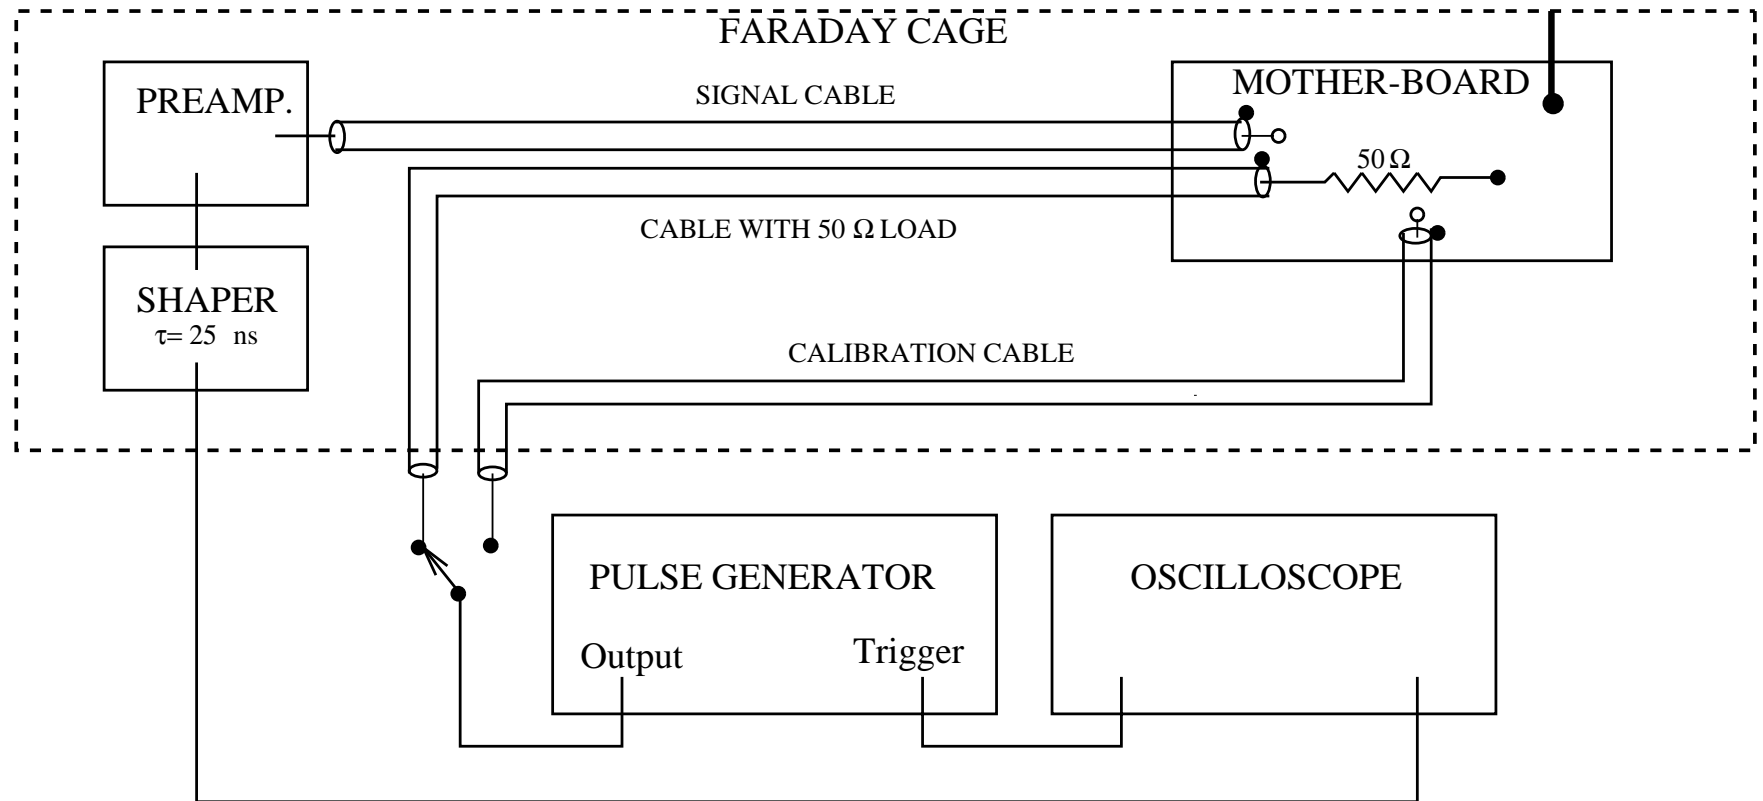 FARADAY CAGE
PREAMP.
SIGNAL CABLE
MOTHER-BOARD
50 Ω
CABLE WITH 50 Ω LOAD
SHAPER
τ= 25 ns
CALIBRATION CABLE
PULSE GENERATOR
OSCILLOSCOPE
Output
Trigger